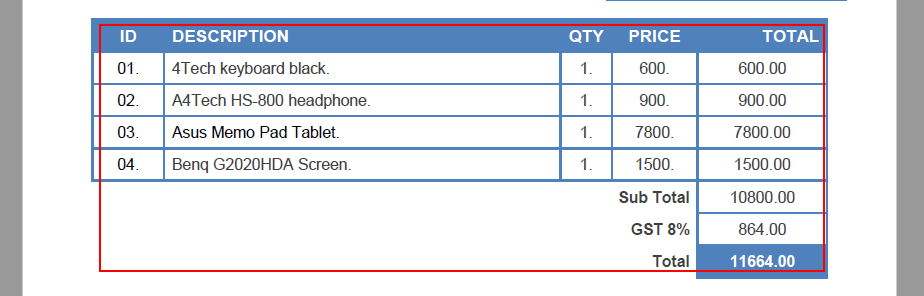 ID DESCRIPTION QTY PRICE TOTAL
01. 4Tech keyboard black. 1. 600. 600.00
02. A4Tech HS-800 headphone. 1. 900. 900.00
03. Asus Memo Pad Tablet. 1. 7800. 7800.00
04. Benq G2020HDA Screen. 1. 1500. 1500.00
Sub Total 10800.00
GST 8% 864.00
Total 11664.00